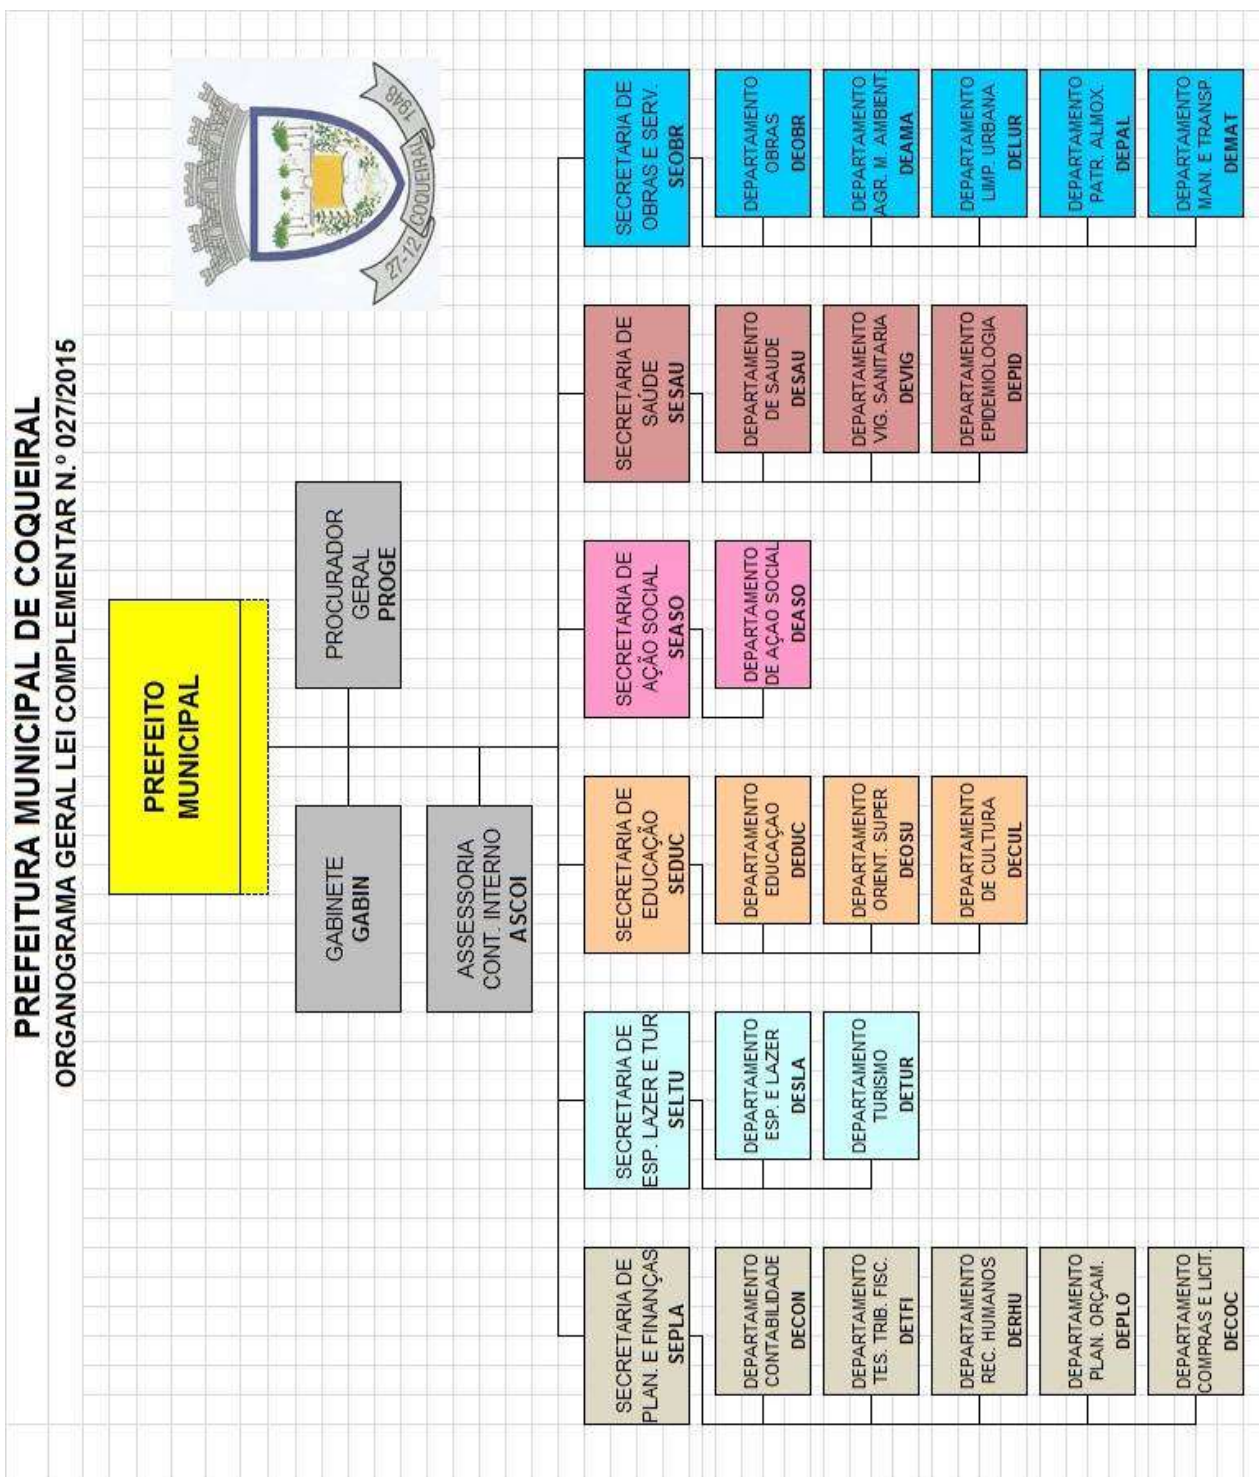 PREFEITURA MUNICIPAL DE COQUEIRAL
ORGANOGRAMA GERAL LEI COMPLEMENTAR N.º 027/2015
27-12 COQUEIRAL 1948
PREFEITO
MUNICIPAL
GABINETE
GABIN
PROCURADOR
GERAL
PROGE
ASSESSORIA
CONT. INTERNO
ASCOI
SECRETARIA DE
PLAN. E FINANÇAS
SEPLA
DEPARTAMENTO
CONTABILIDADE
DECON
DEPARTAMENTO
TES. TRIB. FISC.
DETFI
DEPARTAMENTO
REC. HUMANOS
DERHU
DEPARTAMENTO
PLAN. ORÇAM.
DEPLO
DEPARTAMENTO
COMPRAS E LICIT.
DECOC
SECRETARIA DE
ESP. LAZER E TUR
SELTU
DEPARTAMENTO
ESP. E LAZER
DESLA
DEPARTAMENTO
TURISMO
DETUR
SECRETARIA DE
EDUCAÇÃO
SEDUC
DEPARTAMENTO
EDUCAÇAO
DEDUC
DEPARTAMENTO
ORIENT. SUPER
DEOSU
DEPARTAMENTO
DE CULTURA
DECUL
SECRETARIA DE
AÇÃO SOCIAL
SEASO
DEPARTAMENTO
DE AÇAO SOCIAL
DEASO
SECRETARIA DE
SAÚDE
SESAU
DEPARTAMENTO
DE SAUDE
DESAU
DEPARTAMENTO
VIG. SANITARIA
DEVIG
DEPARTAMENTO
EPIDEMIOLOGIA
DEPID
SECRETARIA DE
OBRAS E SERV.
SEOBR
DEPARTAMENTO
OBRAS
DEOBR
DEPARTAMENTO
AGR. M. AMBIENT.
DEAMA
DEPARTAMENTO
LIMP. URBANA
DELUR
DEPARTAMENTO
PATR. ALMOX.
DEPAL
DEPARTAMENTO
MAN. E TRANSP.
DEMAT